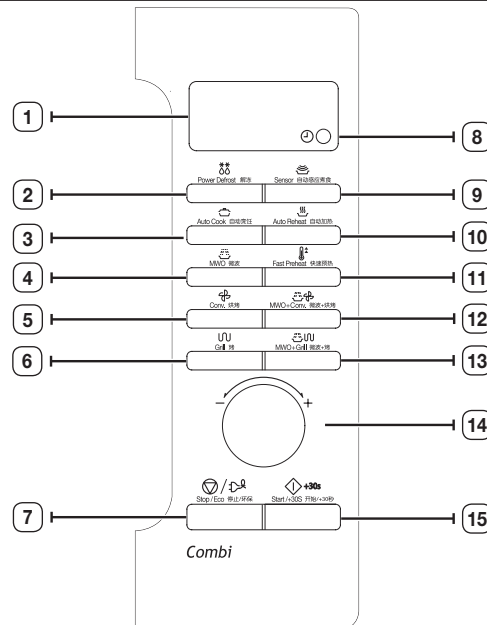 1
8
Power Defrost 解冻
Sensor 自动感应煮食
2
9
Auto Cook 自动烹饪
Auto Reheat 自动加热
3
10
MWO 微波
Fast Preheat 快速预热
4
11
Conv. 烘烤
MWO+Conv. 微波+烘烤
5
12
Grill 烤
MWO+Grill 微波+烤
6
13
− +
14
+30s
Stop/Eco 停止/环保
Start/+30S 开始/+30秒
7
15
Combi